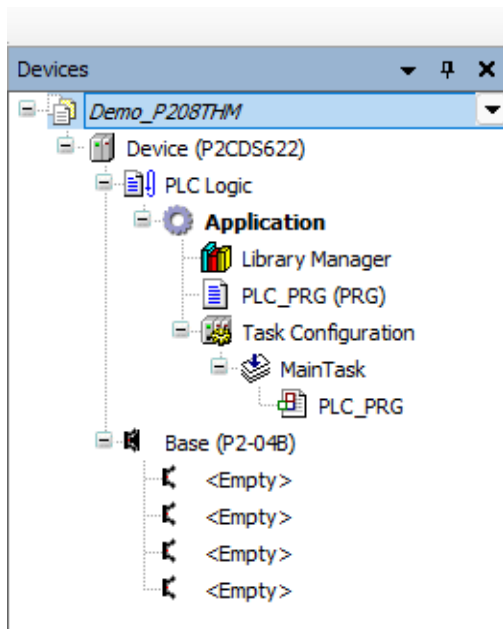 Devices
Demo_P208THM
Device (P2CDS622)
PLC Logic
Application
Library Manager
PLC_PRG (PRG)
Task Configuration
MainTask
PLC_PRG
Base (P2-04B)
<Empty>
<Empty>
<Empty>
<Empty>